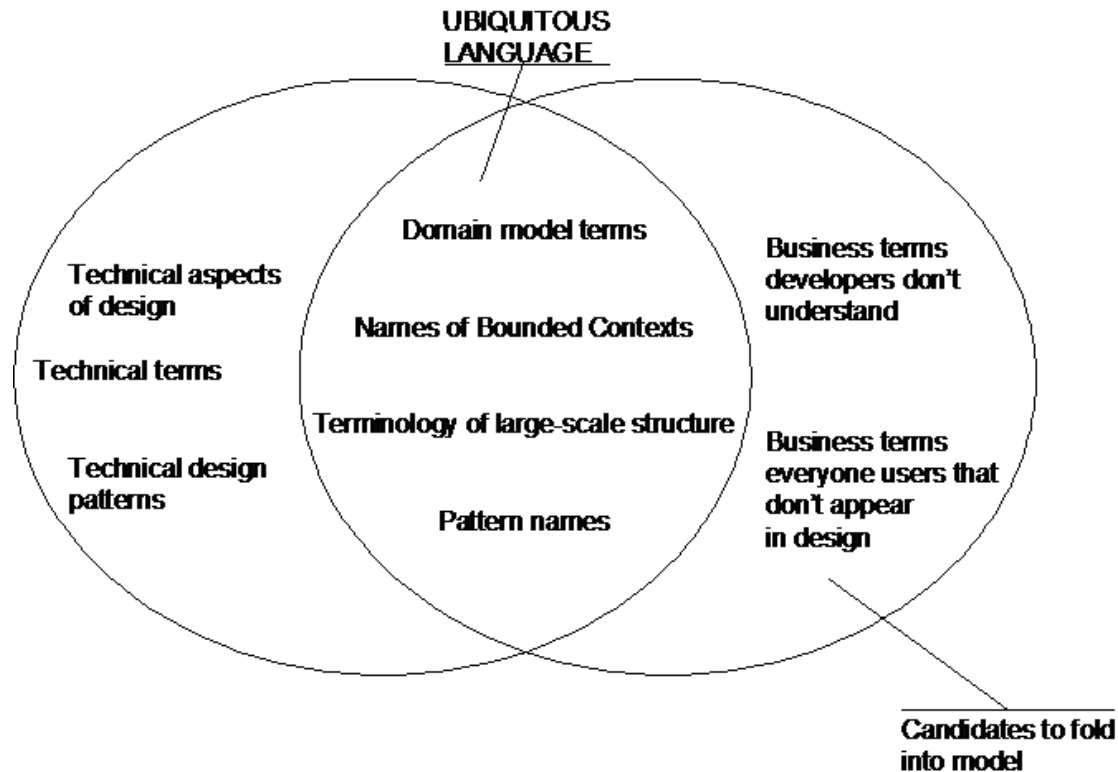 UBIQUITOUS
LANGUAGE
Domain model terms
Names of Bounded Contexts
Terminology of large-scale structure
Pattern names
Technical aspects
of design
Technical terms
Technical design
patterns
Business terms
developers don't
understand
Business terms
everyone users that
don't appear
in design
Candidates to fold
into model